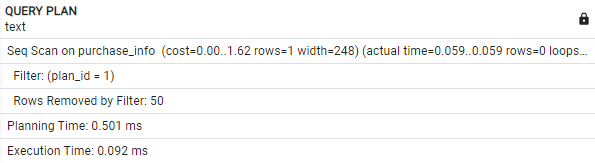 QUERY PLAN
text
Seq Scan on purchase_info (cost=0.00..1.62 rows=1 width=248) (actual time=0.059..0.059 rows=0 loops...
Filter: (plan_id = 1)
Rows Removed by Filter: 50
Planning Time: 0.501 ms
Execution Time: 0.092 ms